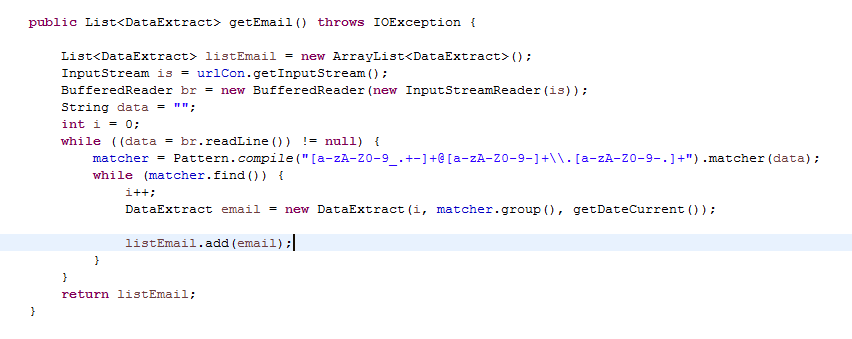 public List<DataExtract> getEmail() throws IOException {
List<DataExtract> listEmail = new ArrayList<DataExtract>();
InputStream is = urlCon.getInputStream();
BufferedReader br = new BufferedReader(new InputStreamReader(is));
String data = "";
int i = 0;
while ((data = br.readLine()) != null) {
matcher = Pattern.compile("[a-zA-Z0-9_.+-]+@[a-zA-Z0-9-]+\\.[a-zA-Z0-9-.]+").matcher(data);
while (matcher.find()) {
i++;
DataExtract email = new DataExtract(i, matcher.group(), getDateCurrent());
listEmail.add(email);
}
}
return listEmail;
}